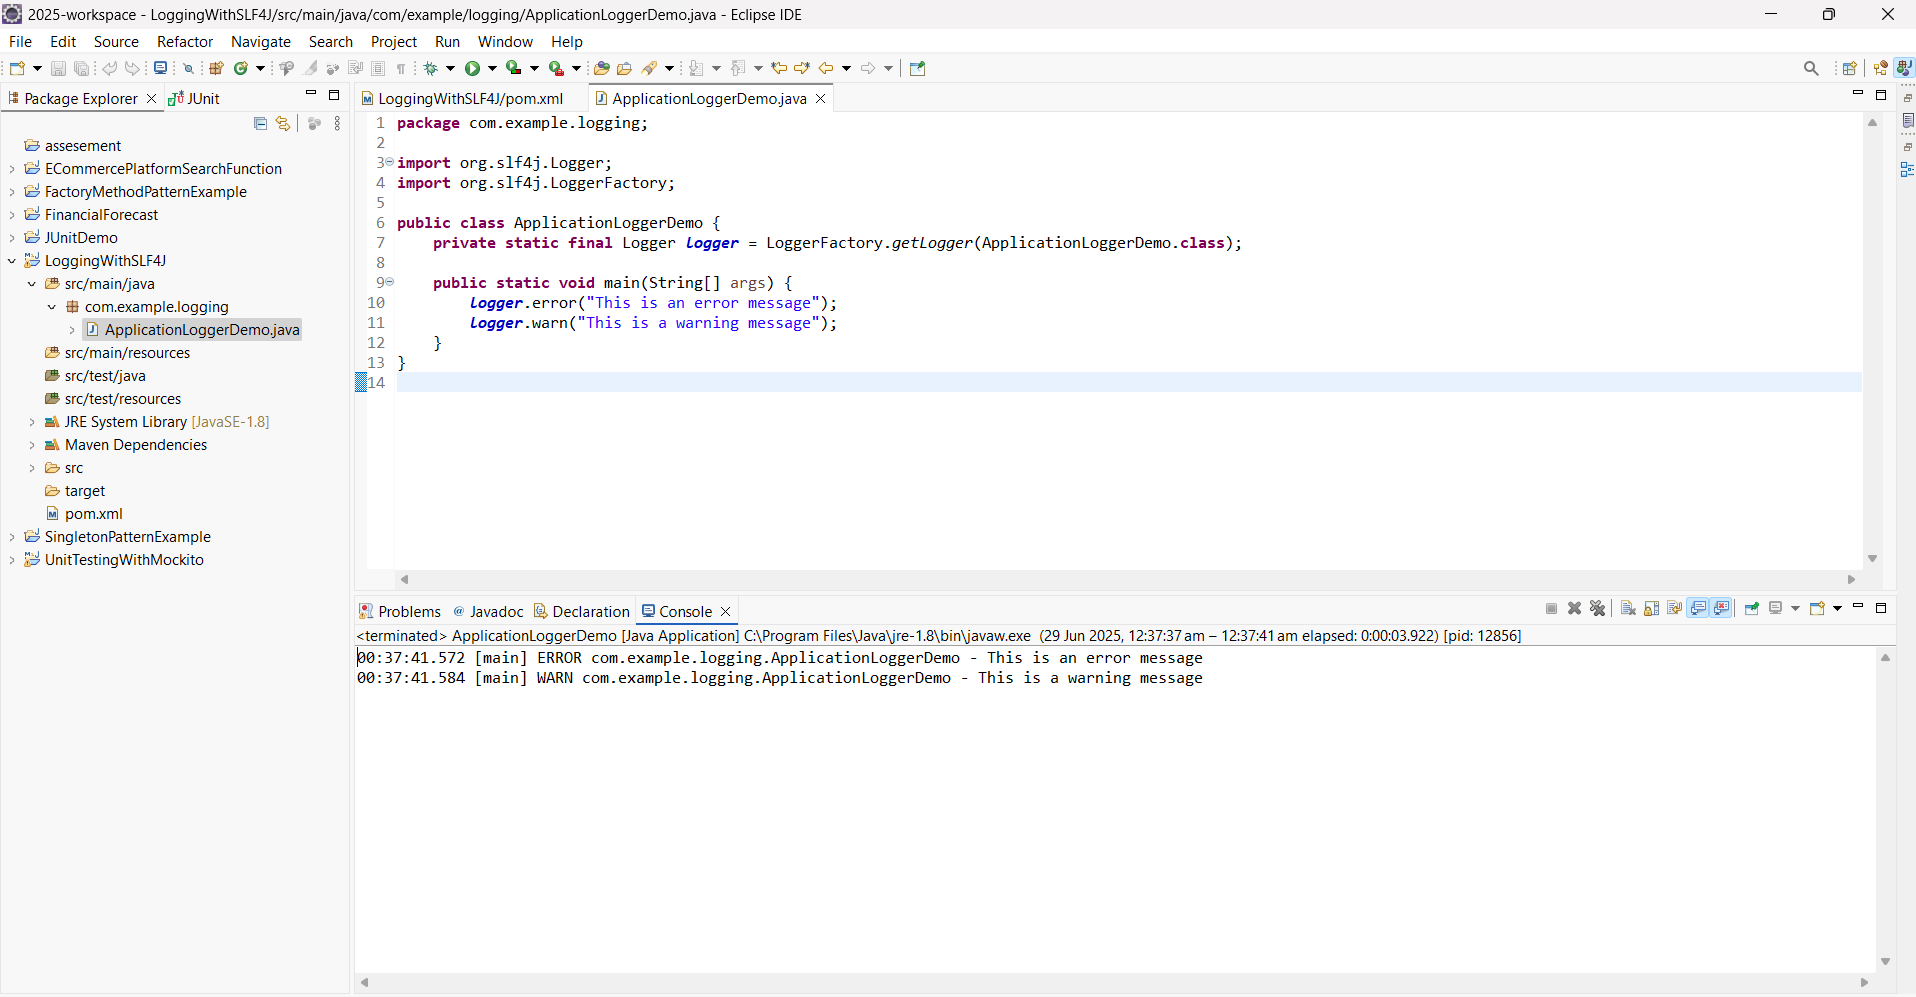 2025-workspace - LoggingWithSLF4J/src/main/java/com/example/logging/ApplicationLoggerDemo.java - Eclipse IDE
File Edit Source Refactor Navigate Search Project Run Window Help
Package Explorer JUnit
assesement
ECommercePlatformSearchFunction
FactoryMethodPatternExample
FinancialForecast
JUnitDemo
LoggingWithSLF4J
src/main/java
com.example.logging
ApplicationLoggerDemo.java
src/main/resources
src/test/java
src/test/resources
JRE System Library [JavaSE-1.8]
Maven Dependencies
src
target
pom.xml
SingletonPatternExample
UnitTestingWithMockito
LoggingWithSLF4J/pom.xml ApplicationLoggerDemo.java
1 package com.example.logging;
2
3 import org.slf4j.Logger;
4 import org.slf4j.LoggerFactory;
5
6 public class ApplicationLoggerDemo {
7     private static final Logger logger = LoggerFactory.getLogger(ApplicationLoggerDemo.class);
8
9     public static void main(String[] args) {
10         logger.error("This is an error message");
11         logger.warn("This is a warning message");
12     }
13 }
14
Problems Javadoc Declaration Console
<terminated> ApplicationLoggerDemo [Java Application] C:\Program Files\Java\jre-1.8\bin\javaw.exe (29 Jun 2025, 12:37:37 am – 12:37:41 am elapsed: 0:00:03.922) [pid: 12856]
00:37:41.572 [main] ERROR com.example.logging.ApplicationLoggerDemo - This is an error message
00:37:41.584 [main] WARN com.example.logging.ApplicationLoggerDemo - This is a warning message